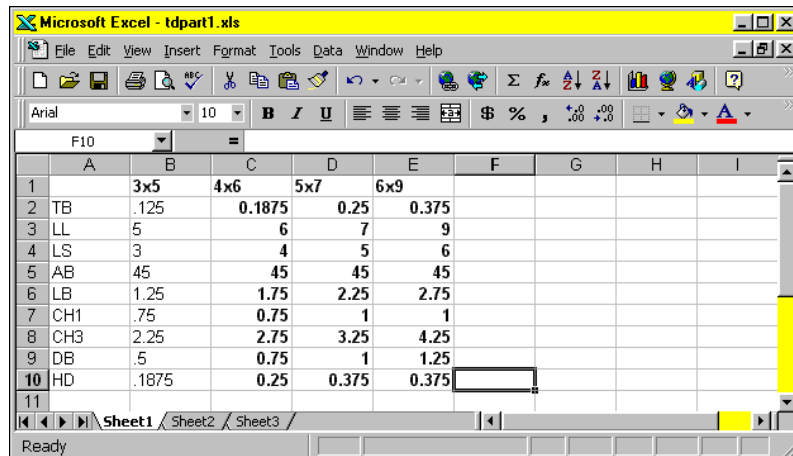 Microsoft Excel - tdpart1.xls
File Edit View Insert Format Tools Data Window Help
Arial 10 B I U $ % ,
F10 =
A B C D E F G H I
1 3x5 4x6 5x7 6x9
2 TB .125 0.1875 0.25 0.375
3 LL 5 6 7 9
4 LS 3 4 5 6
5 AB 45 45 45 45
6 LB 1.25 1.75 2.25 2.75
7 CH1 .75 0.75 1 1
8 CH3 2.25 2.75 3.25 4.25
9 DB .5 0.75 1 1.25
10 HD .1875 0.25 0.375 0.375
11
Sheet1 Sheet2 Sheet3
Ready